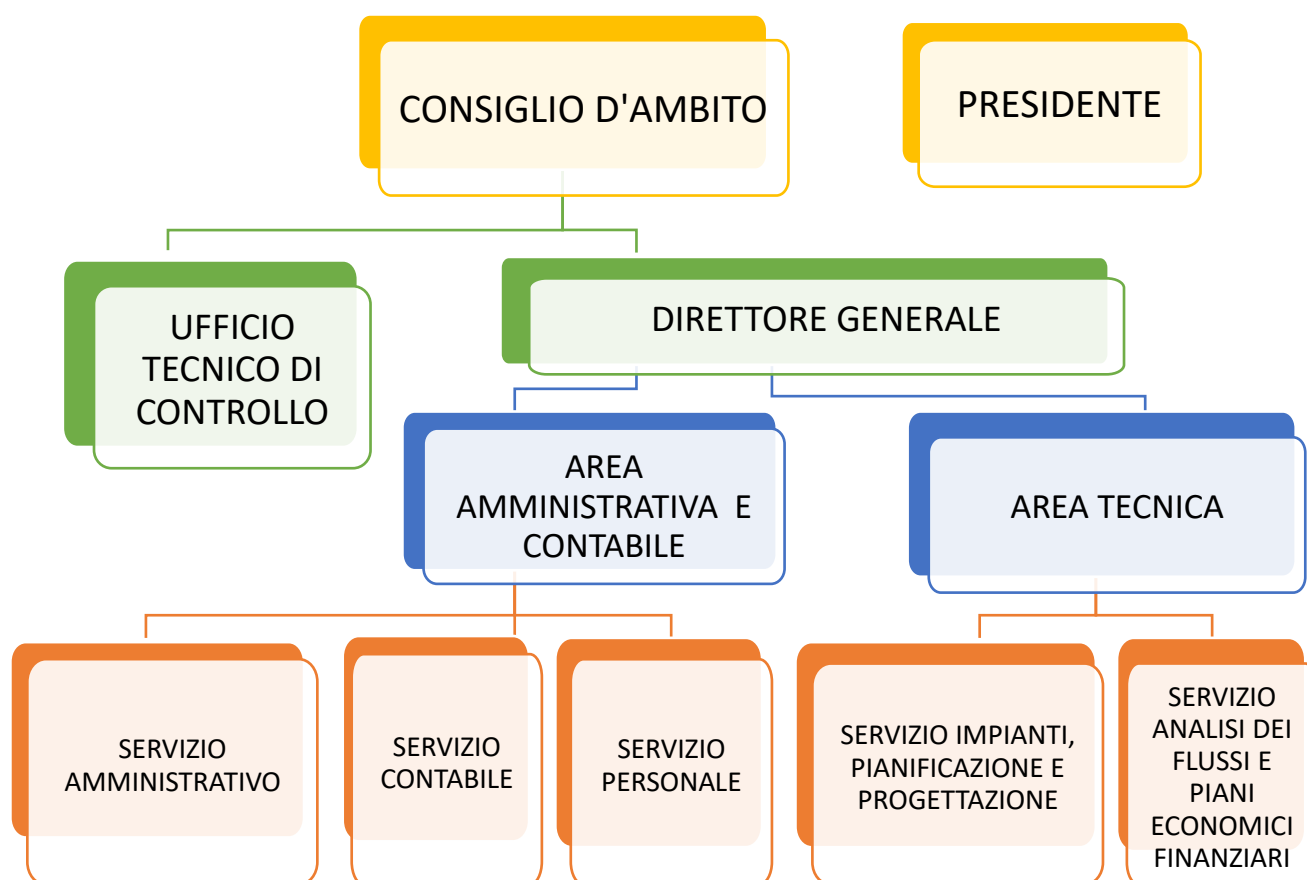 CONSIGLIO D'AMBITO
PRESIDENTE
UFFICIO
TECNICO DI
CONTROLLO
DIRETTORE GENERALE
AREA
AMMINISTRATIVA E
CONTABILE
AREA TECNICA
SERVIZIO
AMMINISTRATIVO
SERVIZIO
CONTABILE
SERVIZIO
PERSONALE
SERVIZIO IMPIANTI,
PIANIFICAZIONE E
PROGETTAZIONE
SERVIZIO
ANALISI DEI
FLUSSI E
PIANI
ECONOMICI
FINANZIARI